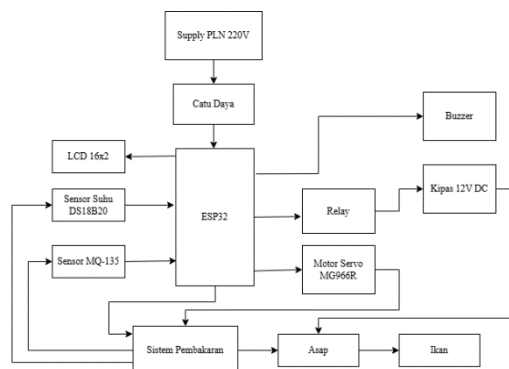 Supply PLN 220V
Catu Daya
Buzzer
LCD 16x2
ESP32
Sensor Suhu
DS18B20
Relay
Kipas 12V DC
Sensor MQ-135
Motor Servo
MG966R
Sistem Pembakaran
Asap
Ikan